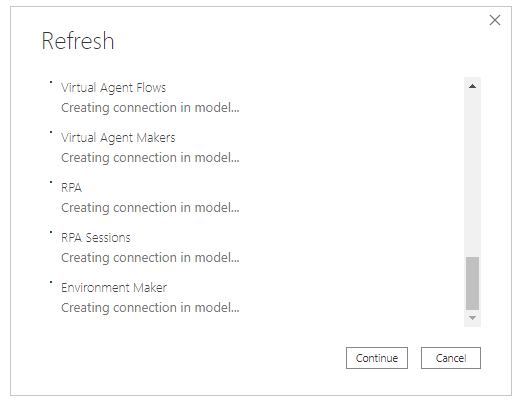 Refresh
Virtual Agent Flows
Creating connection in model...
Virtual Agent Makers
Creating connection in model...
RPA
Creating connection in model...
RPA Sessions
Creating connection in model...
Environment Maker
Creating connection in model...
Continue
Cancel